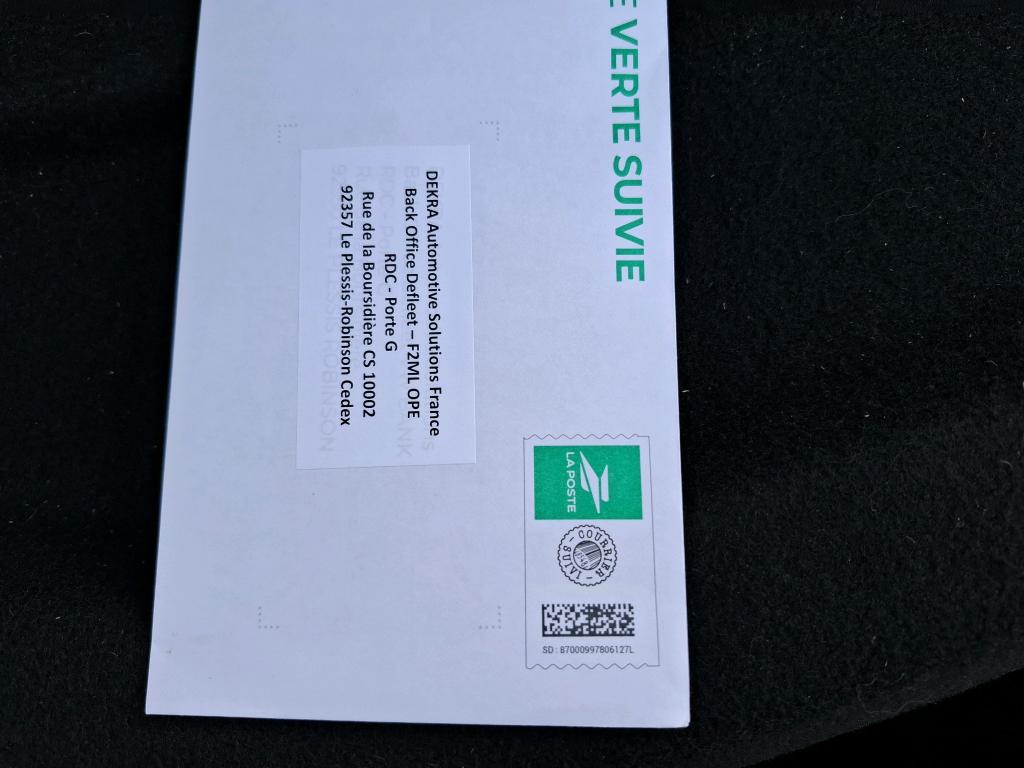 E VERTE SUIVIE
LA POSTE
COURRIER
- SUIVI -
SD : 87000997806127L
DEKRA Automotive Solutions France
Back Office Defleet – F2ML OPE
RDC - Porte G
Rue de la Boursidière CS 10002
92357 Le Plessis-Robinson Cedex